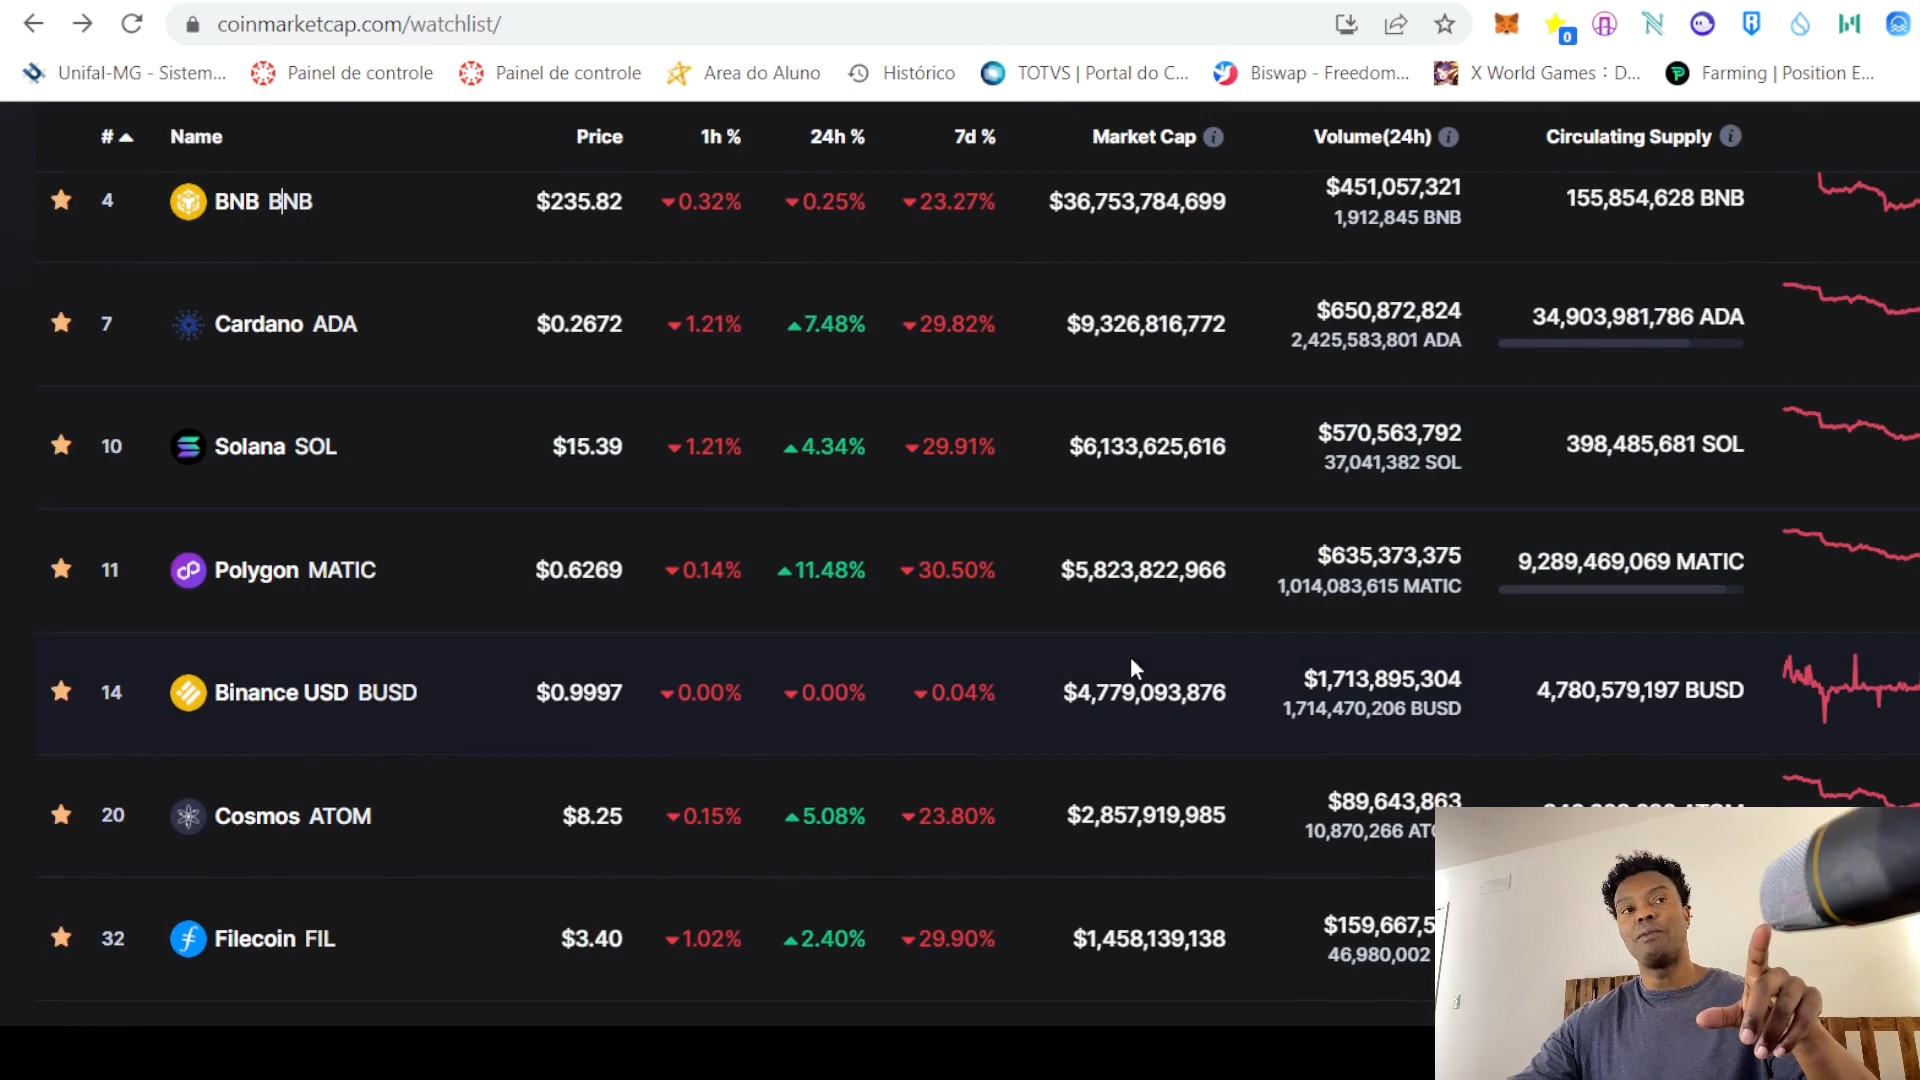 coinmarketcap.com/watchlist/
0
Unifal-MG - Sistem... Painel de controle Painel de controle Area do Aluno Histórico TOTVS | Portal do C... Biswap - Freedom... X World Games : D... Farming | Position E...
# Name Price 1h % 24h % 7d % Market Cap Volume(24h) Circulating Supply
4 BNB BNB $235.82 0.32% 0.25% 23.27% $36,753,784,699 $451,057,321 155,854,628 BNB
1,912,845 BNB
7 Cardano ADA $0.2672 1.21% 7.48% 29.82% $9,326,816,772 $650,872,824 34,903,981,786 ADA
2,425,583,801 ADA
10 Solana SOL $15.39 1.21% 4.34% 29.91% $6,133,625,616 $570,563,792 398,485,681 SOL
37,041,382 SOL
11 Polygon MATIC $0.6269 0.14% 11.48% 30.50% $5,823,822,966 $635,373,375 9,289,469,069 MATIC
1,014,083,615 MATIC
14 Binance USD BUSD $0.9997 0.00% 0.00% 0.04% $4,779,093,876 $1,713,895,304 4,780,579,197 BUSD
1,714,470,206 BUSD
20 Cosmos ATOM $8.25 0.15% 5.08% 23.80% $2,857,919,985 $89,643,863
10,870,266
32 Filecoin FIL $3.40 1.02% 2.40% 29.90% $1,458,139,138 $159,667,5
46,980,002